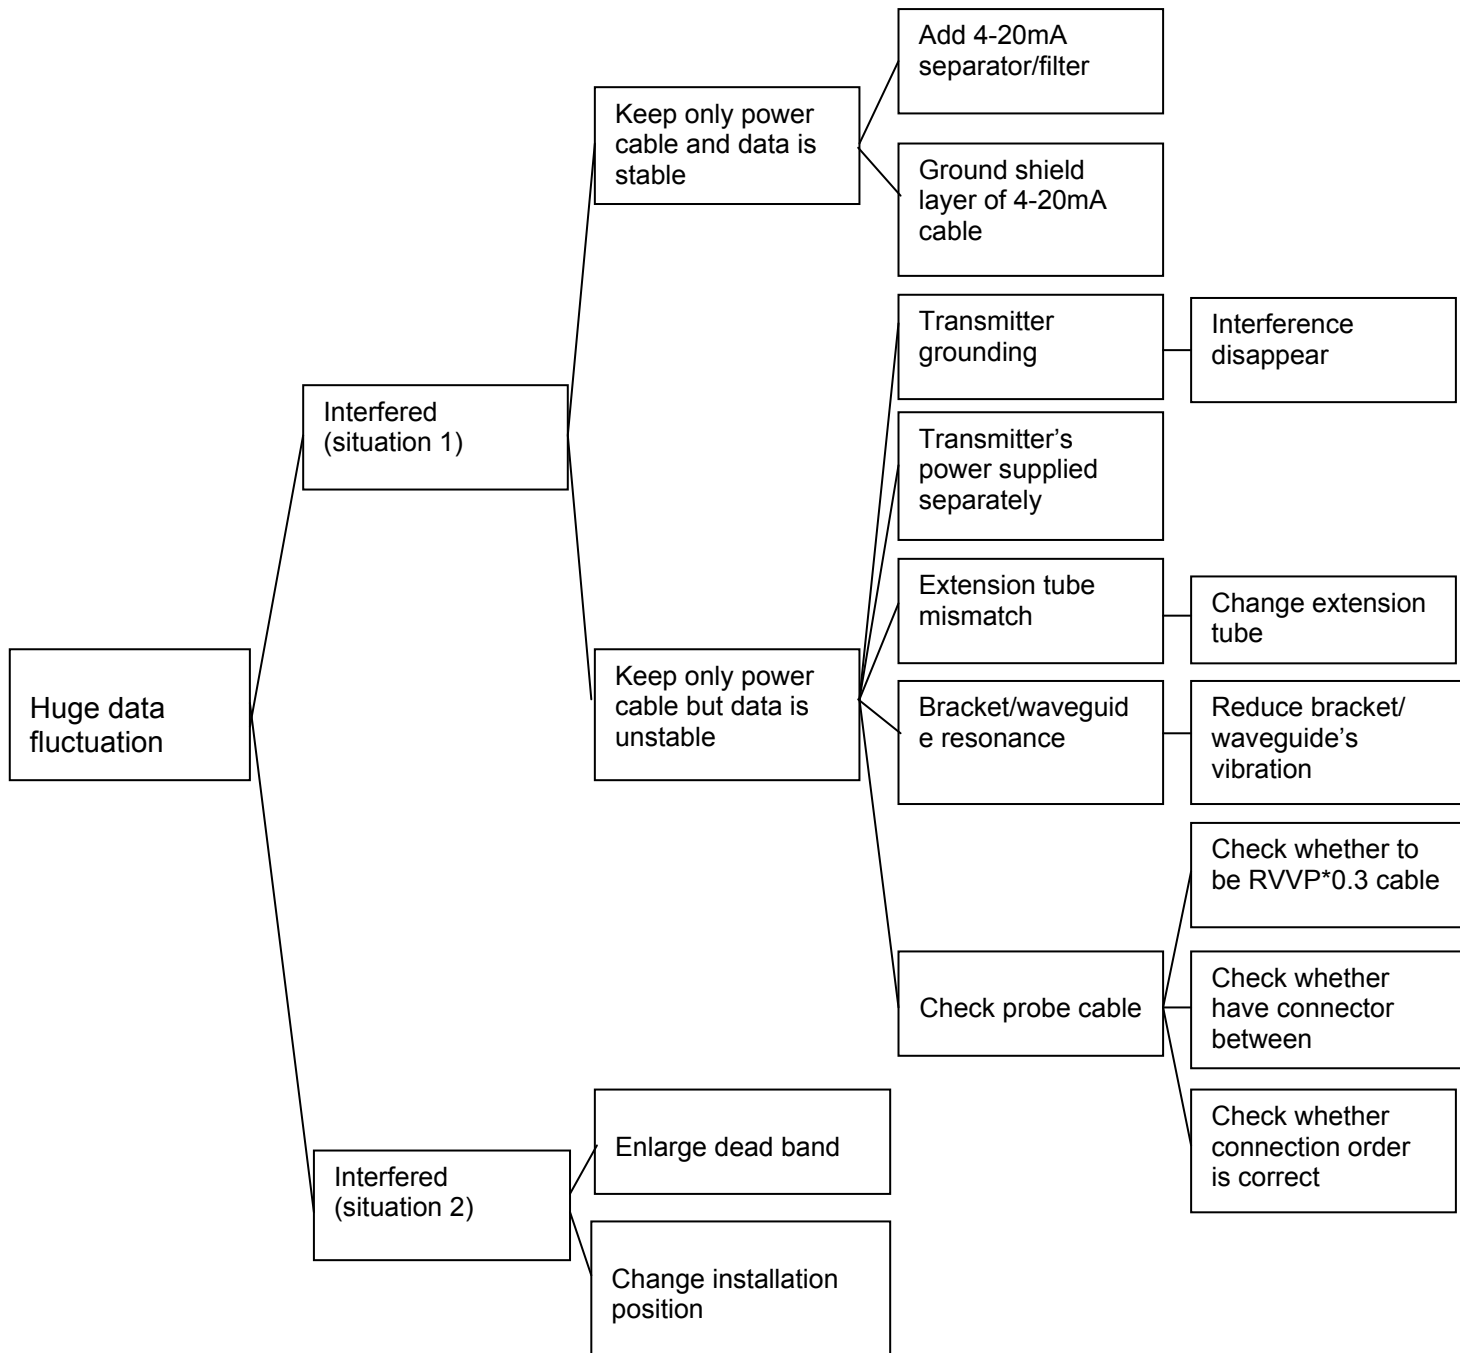 Add 4-20mA
separator/filter
Keep only power
cable and data is
stable
Ground shield
layer of 4-20mA
cable
Transmitter
grounding
Interference
disappear
Interfered
(situation 1)
Transmitter’s
power supplied
separately
Extension tube
mismatch
Change extension
tube
Keep only power
cable but data is
unstable
Huge data
fluctuation
Bracket/waveguid
e resonance
Reduce bracket/
waveguide’s
vibration
Check whether to
be RVVP*0.3 cable
Check probe cable
Check whether
have connector
between
Check whether
connection order
is correct
Enlarge dead band
Interfered
(situation 2)
Change installation
position